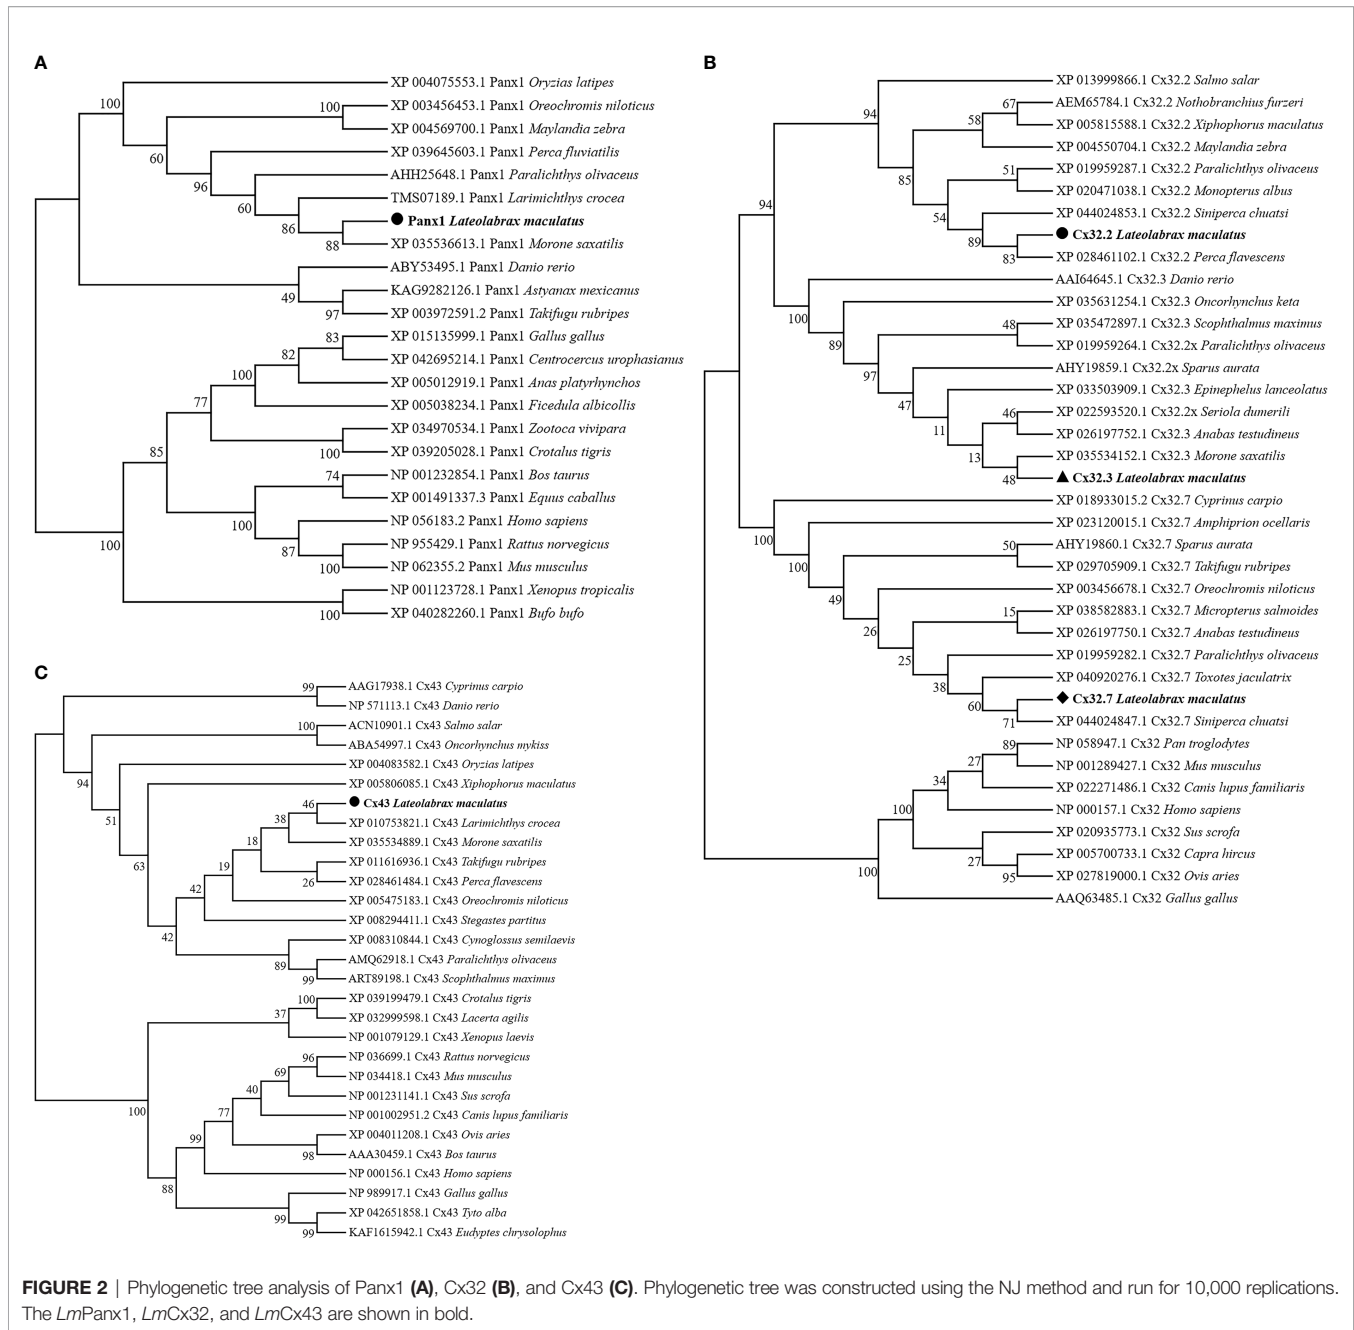 A
XP 004075553.1 Panx1 Oryzias latipes
100
XP 003456453.1 Panx1 Oreochromis niloticus
100
XP 004569700.1 Panx1 Maylandia zebra
60
XP 039645603.1 Panx1 Perca fluviatilis
96
AHH25648.1 Panx1 Paralichthys olivaceus
60
TMS07189.1 Panx1 Larimichthys crocea
86
Panx1 Lateolabrax maculatus
88
XP 035536613.1 Panx1 Morone saxatilis
ABY53495.1 Panx1 Danio rerio
49
KAG9282126.1 Panx1 Astyanax mexicanus
97
XP 003972591.2 Panx1 Takifugu rubripes
83
XP 015135999.1 Panx1 Gallus gallus
82
XP 042695214.1 Panx1 Centrocercus urophasianus
100
XP 005012919.1 Panx1 Anas platyrhynchos
77
XP 005038234.1 Panx1 Ficedula albicollis
XP 034970534.1 Panx1 Zootoca vivipara
100
XP 039205028.1 Panx1 Crotalus tigris
85
74
NP 001232854.1 Panx1 Bos taurus
XP 001491337.3 Panx1 Equus caballus
100
NP 056183.2 Panx1 Homo sapiens
87
NP 955429.1 Panx1 Rattus norvegicus
100
NP 062355.2 Panx1 Mus musculus
100
NP 001123728.1 Panx1 Xenopus tropicalis
100
XP 040282260.1 Panx1 Bufo bufo
B
XP 013999866.1 Cx32.2 Salmo salar
94
67
AEM65784.1 Cx32.2 Nothobranchius furzeri
58
XP 005815588.1 Cx32.2 Xiphophorus maculatus
XP 004550704.1 Cx32.2 Maylandia zebra
85
51
XP 019959287.1 Cx32.2 Paralichthys olivaceus
XP 020471038.1 Cx32.2 Monopterus albus
54
XP 044024853.1 Cx32.2 Siniperca chuatsi
89
Cx32.2 Lateolabrax maculatus
83
XP 028461102.1 Cx32.2 Perca flavescens
94
AAI64645.1 Cx32.3 Danio rerio
100
XP 035631254.1 Cx32.3 Oncorhynchus keta
89
48
XP 035472897.1 Cx32.3 Scophthalmus maximus
XP 019959264.1 Cx32.2x Paralichthys olivaceus
97
AHY19859.1 Cx32.2x Sparus aurata
47
XP 033503909.1 Cx32.3 Epinephelus lanceolatus
11
46
XP 022593520.1 Cx32.2x Seriola dumerili
XP 026197752.1 Cx32.3 Anabas testudineus
13
XP 035534152.1 Cx32.3 Morone saxatilis
48
Cx32.3 Lateolabrax maculatus
XP 018933015.2 Cx32.7 Cyprinus carpio
100
XP 023120015.1 Cx32.7 Amphiprion ocellaris
100
50
AHY19860.1 Cx32.7 Sparus aurata
XP 029705909.1 Cx32.7 Takifugu rubripes
49
XP 003456678.1 Cx32.7 Oreochromis niloticus
26
15
XP 038582883.1 Cx32.7 Micropterus salmoides
XP 026197750.1 Cx32.7 Anabas testudineus
25
XP 019959282.1 Cx32.7 Paralichthys olivaceus
38
XP 040920276.1 Cx32.7 Toxotes jaculatrix
60
Cx32.7 Lateolabrax maculatus
71
XP 044024847.1 Cx32.7 Siniperca chuatsi
89
NP 058947.1 Cx32 Pan troglodytes
27
NP 001289427.1 Cx32 Mus musculus
34
XP 022271486.1 Cx32 Canis lupus familiaris
100
NP 000157.1 Cx32 Homo sapiens
XP 020935773.1 Cx32 Sus scrofa
27
XP 005700733.1 Cx32 Capra hircus
95
XP 027819000.1 Cx32 Ovis aries
100
AAQ63485.1 Cx32 Gallus gallus
C
99
AAG17938.1 Cx43 Cyprinus carpio
NP 571113.1 Cx43 Danio rerio
100
ACN10901.1 Cx43 Salmo salar
ABA54997.1 Cx43 Oncorhynchus mykiss
94
XP 004083582.1 Cx43 Oryzias latipes
51
XP 005806085.1 Cx43 Xiphophorus maculatus
63
46
Cx43 Lateolabrax maculatus
38
XP 010753821.1 Cx43 Larimichthys crocea
18
XP 035534889.1 Cx43 Morone saxatilis
19
XP 011616936.1 Cx43 Takifugu rubripes
26
XP 028461484.1 Cx43 Perca flavescens
42
XP 005475183.1 Cx43 Oreochromis niloticus
XP 008294411.1 Cx43 Stegastes partitus
42
XP 008310844.1 Cx43 Cynoglossus semilaevis
89
AMQ62918.1 Cx43 Paralichthys olivaceus
99
ART89198.1 Cx43 Scophthalmus maximus
100
XP 039199479.1 Cx43 Crotalus tigris
37
XP 032999598.1 Cx43 Lacerta agilis
NP 001079129.1 Cx43 Xenopus laevis
100
96
NP 036699.1 Cx43 Rattus norvegicus
69
NP 034418.1 Cx43 Mus musculus
40
NP 001231141.1 Cx43 Sus scrofa
77
NP 001002951.2 Cx43 Canis lupus familiaris
99
XP 004011208.1 Cx43 Ovis aries
98
AAA30459.1 Cx43 Bos taurus
NP 000156.1 Cx43 Homo sapiens
88
NP 989917.1 Cx43 Gallus gallus
99
XP 042651858.1 Cx43 Tyto alba
99
KAF1615942.1 Cx43 Eudyptes chrysolophus
FIGURE 2 | Phylogenetic tree analysis of Panx1 (A), Cx32 (B), and Cx43 (C). Phylogenetic tree was constructed using the NJ method and run for 10,000 replications.
The LmPanx1, LmCx32, and LmCx43 are shown in bold.